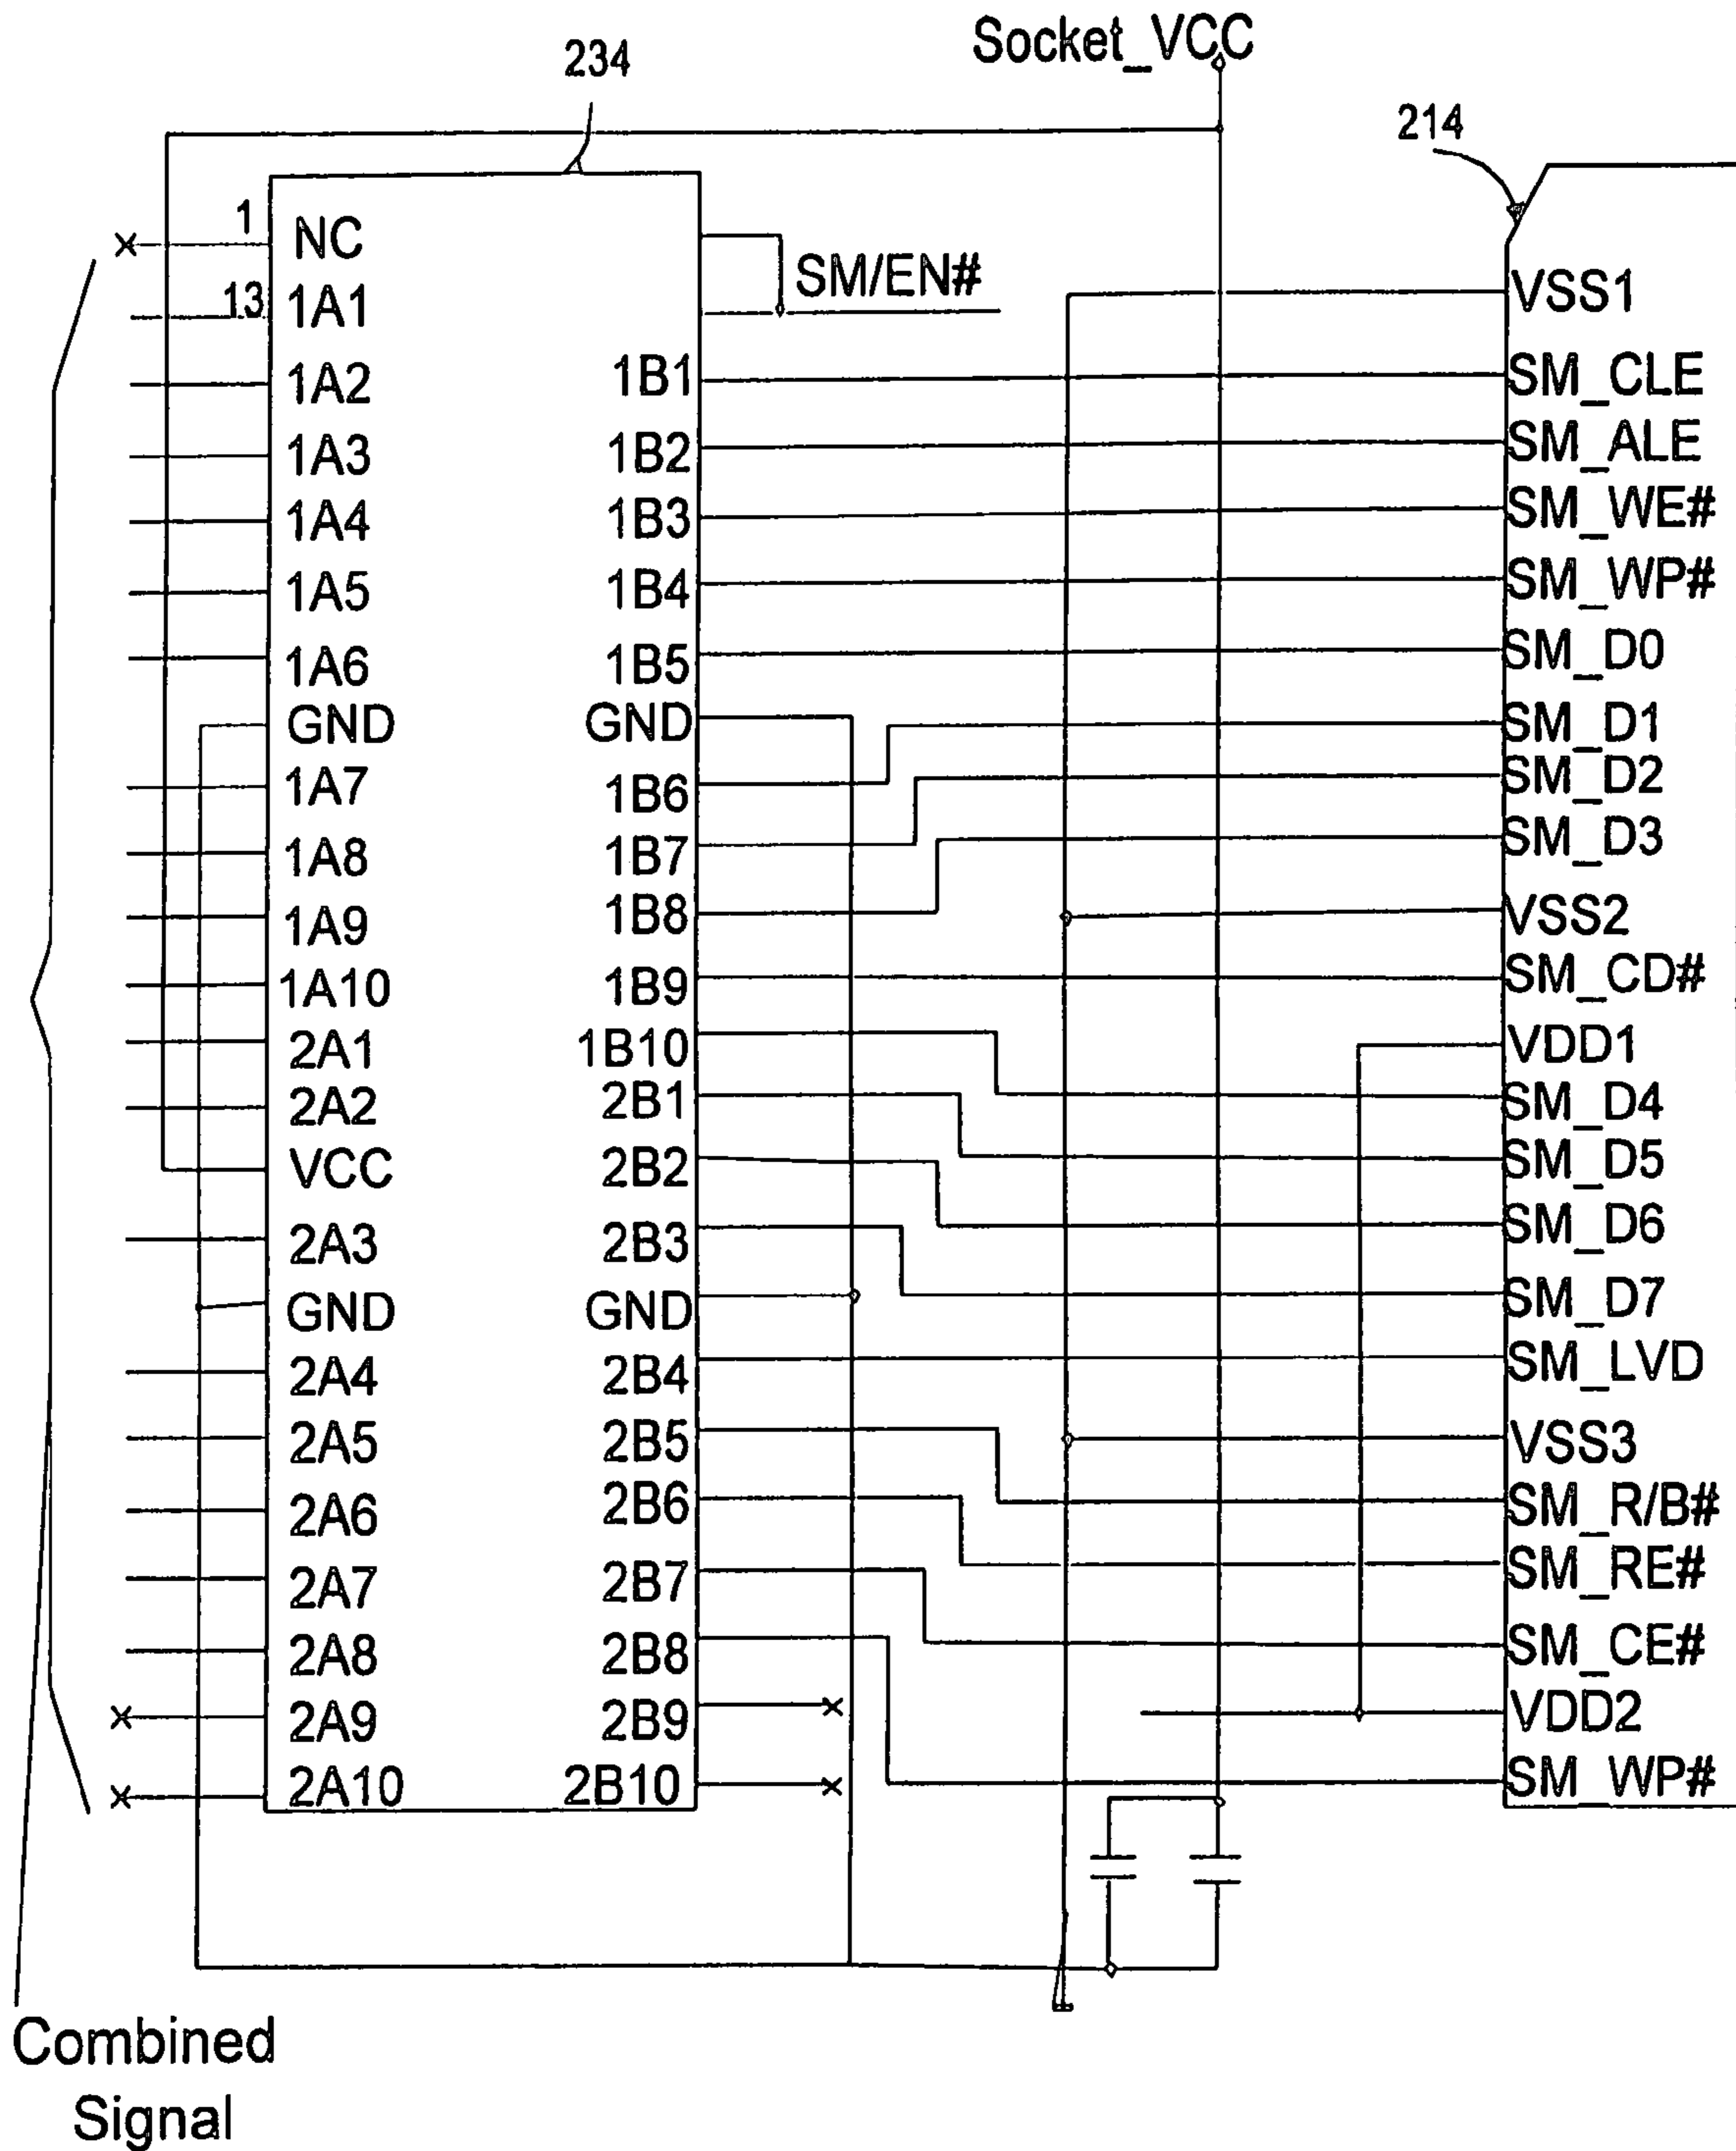 Socket_VCC
234
214
1
NC
13
1A1
1A2
1A3
1A4
1A5
1A6
GND
1A7
1A8
1A9
1A10
2A1
2A2
VCC
2A3
GND
2A4
2A5
2A6
2A7
2A8
2A9
2A10
SM/EN#
1B1
1B2
1B3
1B4
1B5
GND
1B6
1B7
1B8
1B9
1B10
2B1
2B2
2B3
GND
2B4
2B5
2B6
2B7
2B8
2B9
2B10
VSS1
SM_CLE
SM_ALE
SM_WE#
SM_WP#
SM_D0
SM_D1
SM_D2
SM_D3
VSS2
SM_CD#
VDD1
SM_D4
SM_D5
SM_D6
SM_D7
SM_LVD
VSS3
SM_R/B#
SM_RE#
SM_CE#
VDD2
SM_WP#
Combined
Signal